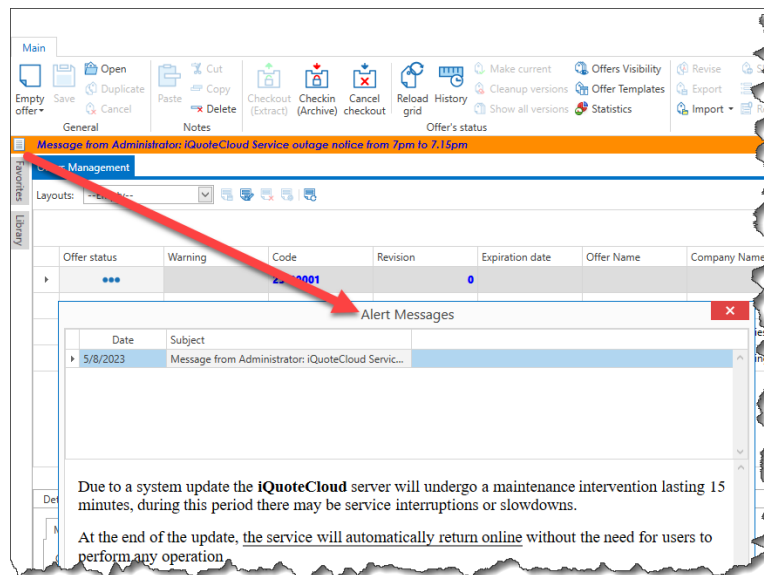 Main
Open
Cut
Make current
Offers Visibility
Revise
Duplicate
Copy
Cleanup versions
Offer Templates
Export
Empty offer
Save
Cancel
Paste
Delete
Checkout (Extract)
Checkin (Archive)
Cancel checkout
Reload grid
History
Show all versions
Statistics
Import
General
Notes
Offer's status
Message from Administrator: iQuoteCloud Service outage notice from 7pm to 7.15pm
Favorites
Library
Management
Layouts:
Offer status
Warning
Code
Revision
Expiration date
Offer Name
Company Name
0
Alert Messages
Date
Subject
5/8/2023
Message from Administrator: iQuoteCloud Servic...
Due to a system update the iQuoteCloud server will undergo a maintenance intervention lasting 15
minutes, during this period there may be service interruptions or slowdowns.
At the end of the update, the service will automatically return online without the need for users to
perform any operation